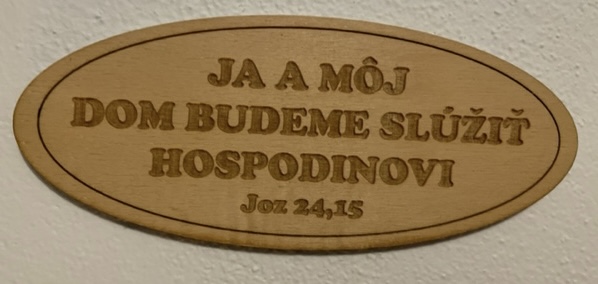 JA A MÔJ
DOM BUDEME SLÚŽIŤ
HOSPODINOVI
Joz 24,15